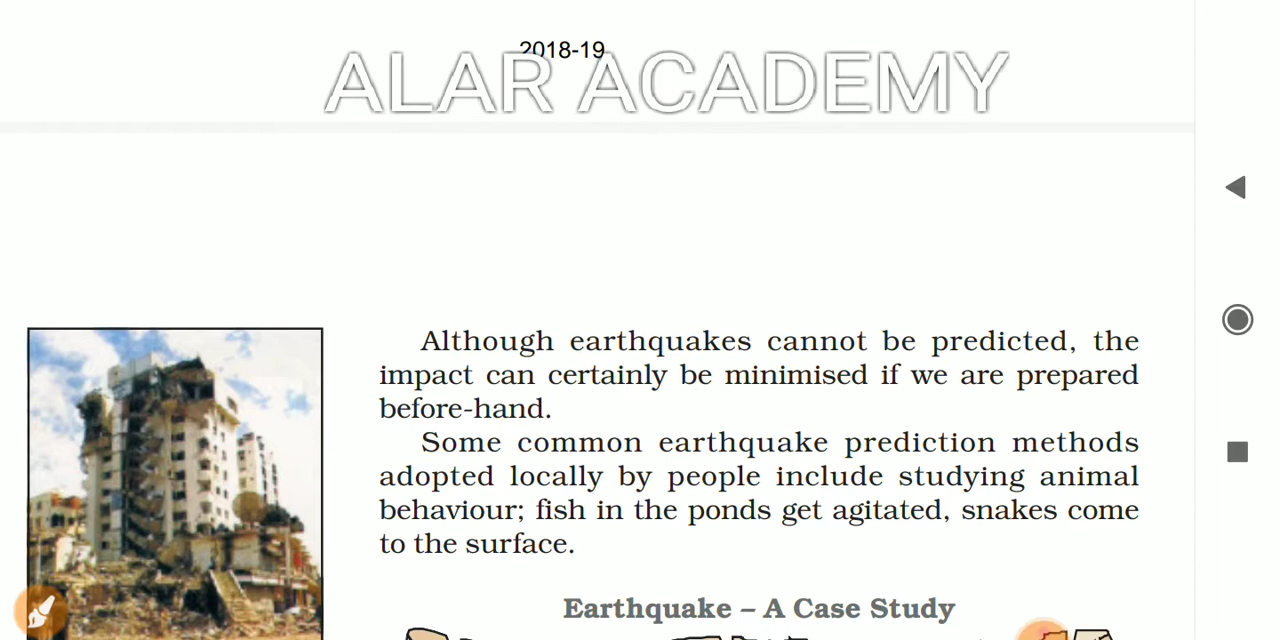 2018-19
ALAR ACADEMY
Although earthquakes cannot be predicted, the
impact can certainly be minimised if we are prepared
before-hand.
Some common earthquake prediction methods
adopted locally by people include studying animal
behaviour; fish in the ponds get agitated, snakes come
to the surface.
Earthquake – A Case Study